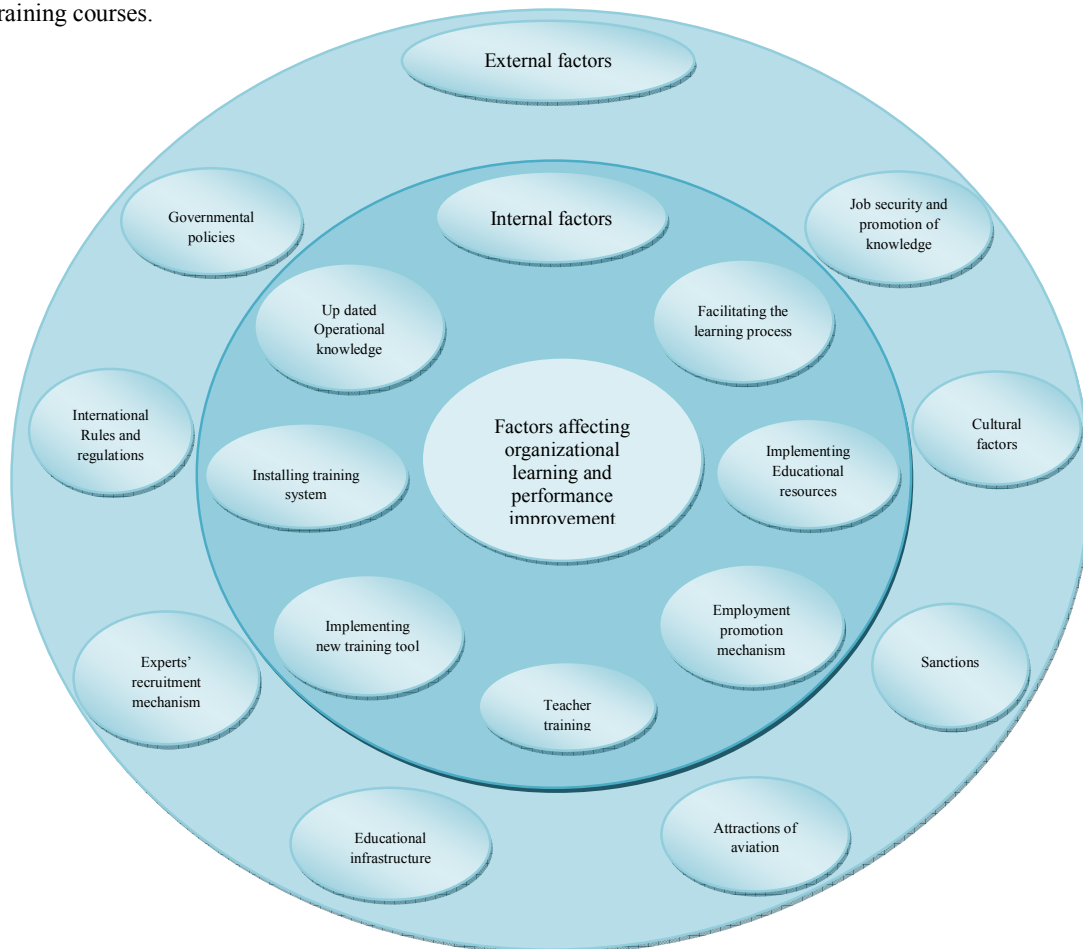 raining courses.
External factors
Governmental
policies
Job security and
promotion of
knowledge
Internal factors
Up dated
Operational
knowledge
Facilitating the
learning process
International
Rules and
regulations
Cultural
factors
Installing training
system
Factors affecting
organizational
learning and
performance
improvement
Implementing
Educational
resources
Implementing
new training tool
Employment
promotion
mechanism
Experts’
recruitment
mechanism
Sanctions
Teacher
training
Educational
infrastructure
Attractions of
aviation